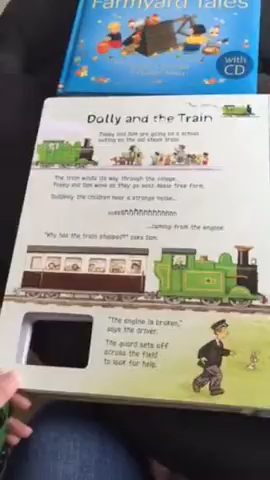 Farmyard Tales
with
CD
Dolly and the Train
Poppy and Sam are going on a school
outing on the old steam train.
The train winds its way through the village.
Poppy and Sam wave as they go past Apple Tree Farm.
Suddenly the children hear a strange noise...
...coming from the engine.
"Why has the train stopped?" asks Sam.
"The engine is broken,"
says the driver.
The guard sets off
across the field
to look for help.